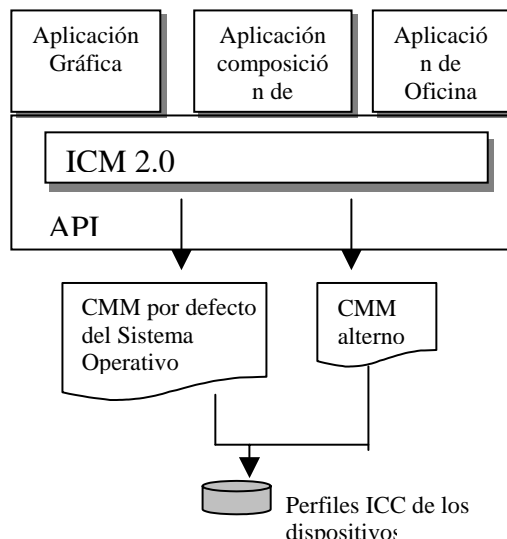 Aplicación
Gráfica
Aplicación
composició
n de
Aplicació
n de
Oficina
ICM 2.0
API
CMM por defecto
del Sistema
Operativo
CMM
alterno
Perfiles ICC de los
dispositivos